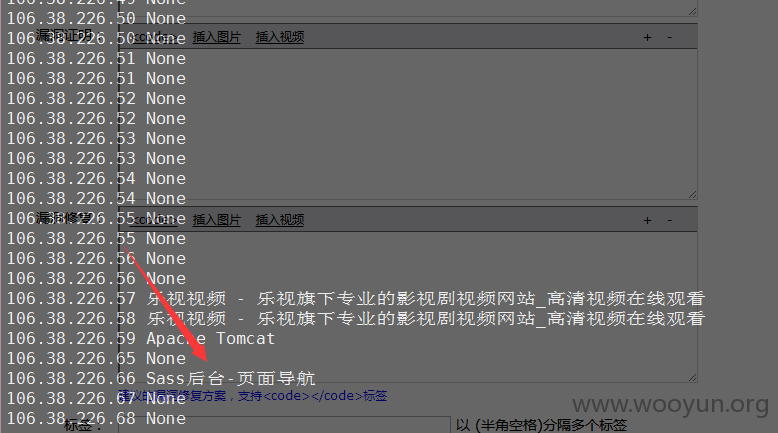 106.38.226.49 None
106.38.226.50 None
漏洞证明 <code> 插入图片 插入视频 + -
106.38.226.50 None
106.38.226.51 None
106.38.226.51 None
106.38.226.52 None
106.38.226.52 None
106.38.226.53 None
106.38.226.53 None
106.38.226.54 None
106.38.226.54 None
漏洞修复 <code> 插入图片 插入视频 + -
106.38.226.55 None
106.38.226.55 None
106.38.226.56 None
106.38.226.56 None
106.38.226.57 乐视视频 - 乐视旗下专业的影视剧视频网站_高清视频在线观看
106.38.226.58 乐视视频 - 乐视旗下专业的影视剧视频网站_高清视频在线观看
106.38.226.59 Apache Tomcat
106.38.226.65 None
106.38.226.66 Sass后台-页面导航
建议的漏洞修复方案，支持<code></code>标签
106.38.226.67 None
www.wooyun.org
106.38.226.68 None
标签： 以 (半角空格)分隔多个标签